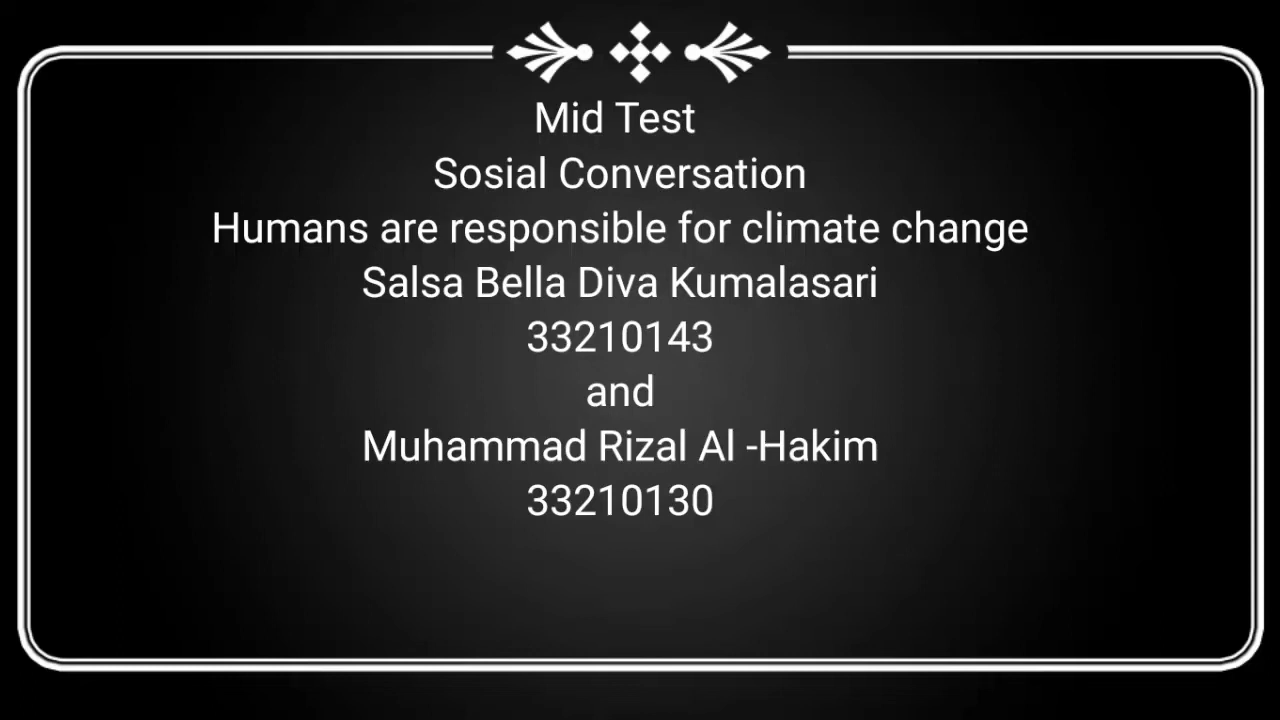 Mid Test
Sosial Conversation
Humans are responsible for climate change
Salsa Bella Diva Kumalasari
33210143
and
Muhammad Rizal Al -Hakim
33210130